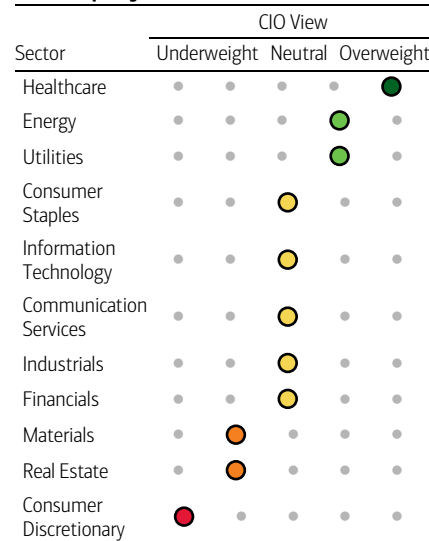 CIO View
Sector Underweight Neutral Overweight
Healthcare
Energy
Utilities
Consumer
Staples
Information
Technology
Communication
Services
Industrials
Financials
Materials
Real Estate
Consumer
Discretionary